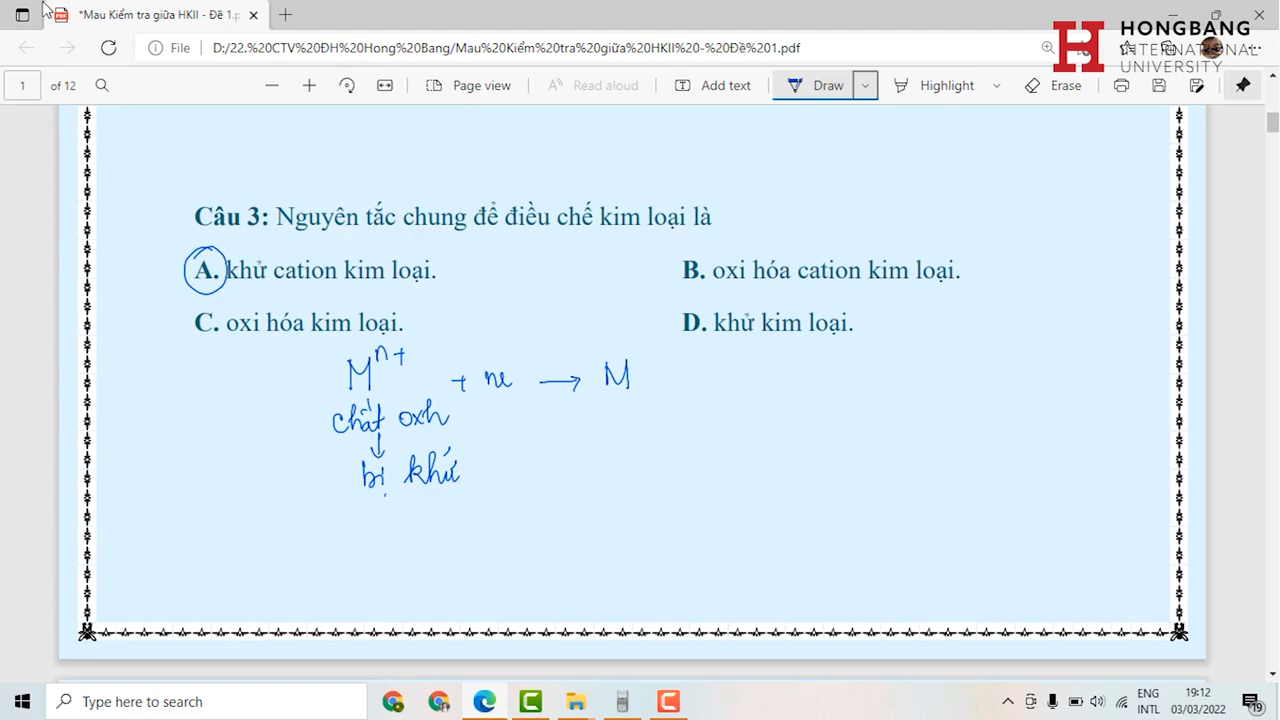 *Mau Kiểm tra giữa HKII - Đề 1.p
HONGBANG
INTERNATIONAL
UNIVERSITY
File D:/22.%20CTV%20ĐH%20Hong%20Bang/Mau%20Kiểm%20tra%20giữa%20HKII%20-%20Đề%201.pdf
1 of 12 Page view Read aloud Add text Draw Highlight Erase
Câu 3: Nguyên tắc chung để điều chế kim loại là
A. khử cation kim loại. B. oxi hóa cation kim loại.
C. oxi hóa kim loại. D. khử kim loại.
Mⁿ⁺ + ne → M
chất oxh
↓
bị khử
Type here to search
ENG 19:12
INTL 03/03/2022 19